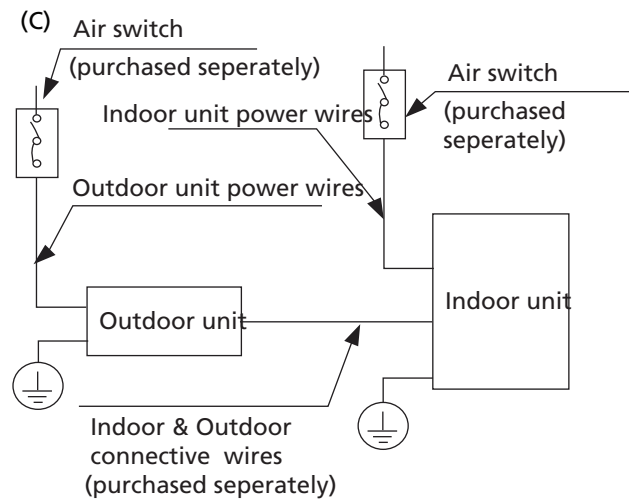 (C)
Air switch
(purchased seperately)
Indoor unit power wires
Air switch
(purchased
seperately)
Outdoor unit power wires
Outdoor unit
Indoor unit
Indoor & Outdoor
connective wires
(purchased seperately)